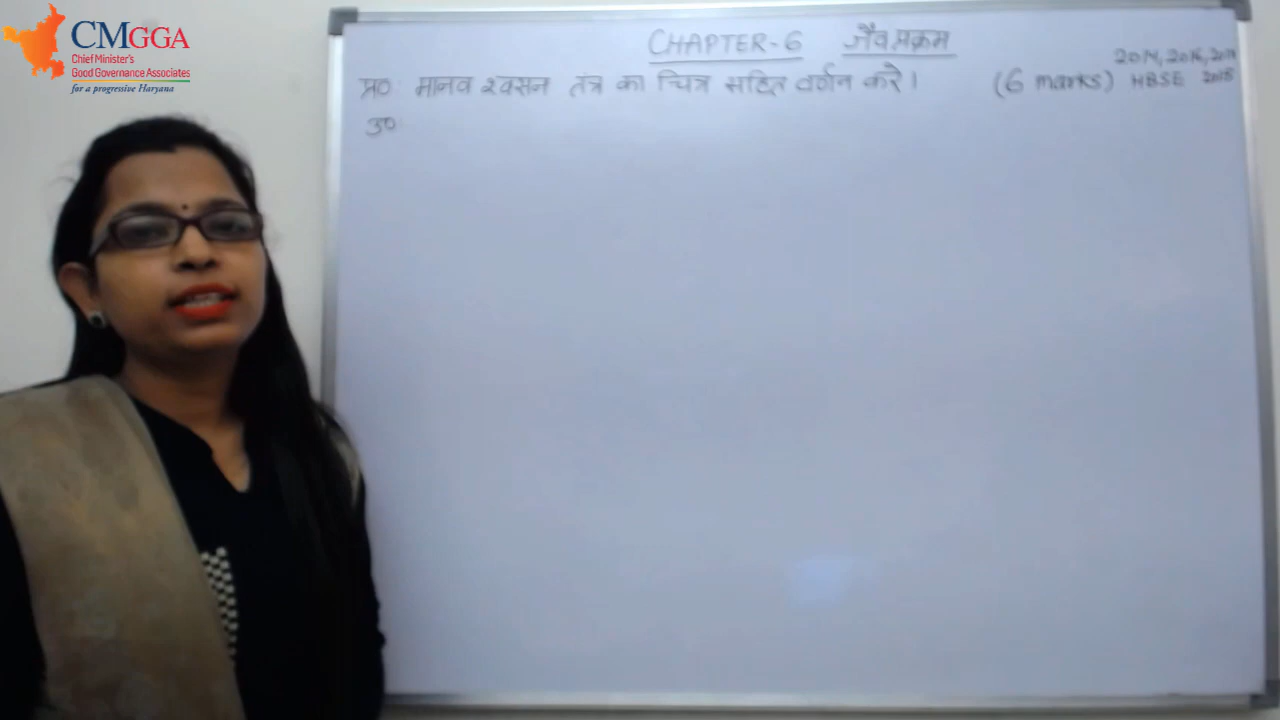 CMGGA
Chief Minister's
Good Governance Associates
for a progressive Haryana
CHAPTER-6 जैव प्रक्रम
2014, 2016, 2017
प्र०: मानव श्वसन तंत्र का चित्र सहित वर्णन करे। (6 marks) HBSE 2018
उ०